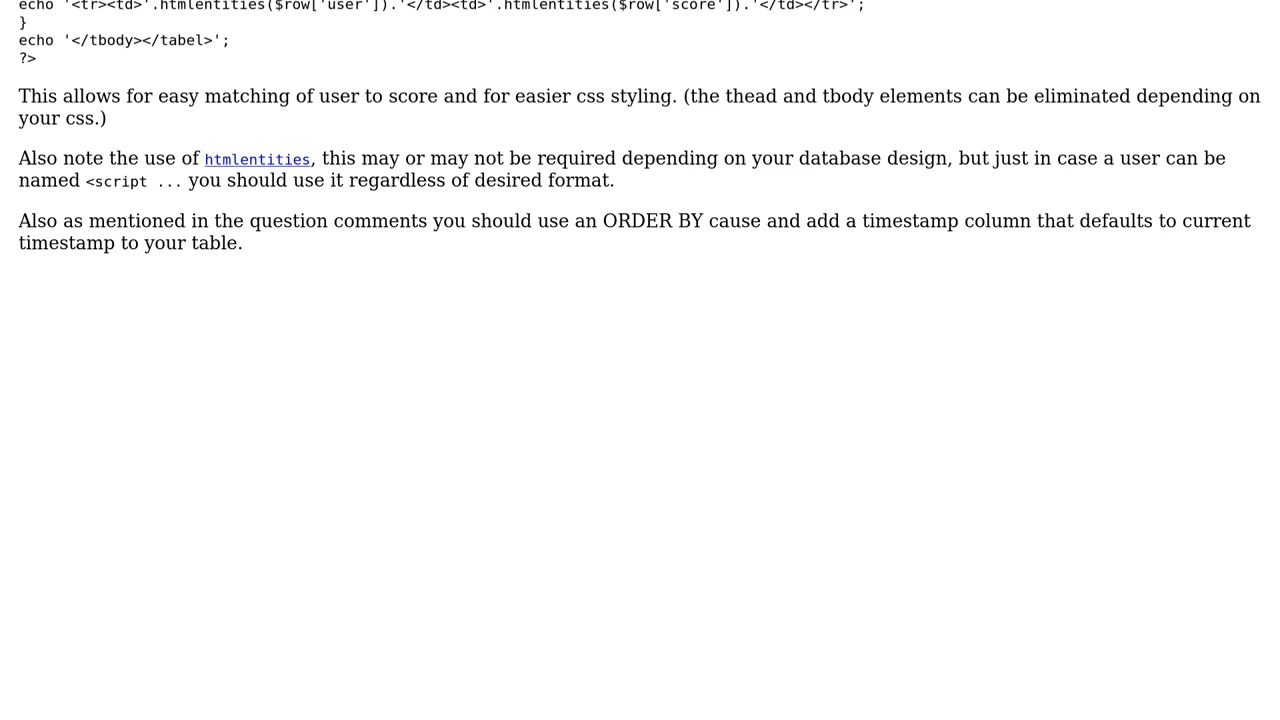 echo '<tr><td>'.htmlentities($row['user']).'</td><td>'.htmlentities($row['score']).'</td></tr>';
}
echo '</tbody></tabel>';
?>
This allows for easy matching of user to score and for easier css styling. (the thead and tbody elements can be eliminated depending on
your css.)
Also note the use of htmlentities, this may or may not be required depending on your database design, but just in case a user can be
named <script ... you should use it regardless of desired format.
Also as mentioned in the question comments you should use an ORDER BY cause and add a timestamp column that defaults to current
timestamp to your table.